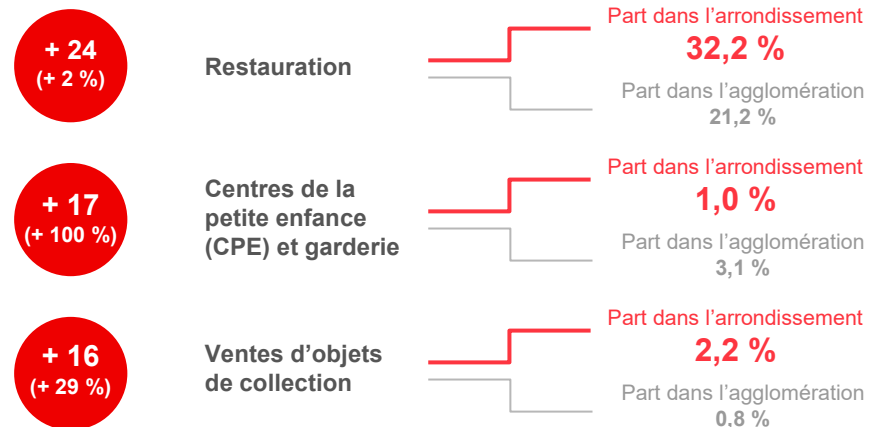 + 24
(+ 2 %)
Restauration
Part dans l'arrondissement
32,2 %
Part dans l'agglomération
21,2 %
+ 17
(+ 100 %)
Centres de la
petite enfance
(CPE) et garderie
Part dans l'arrondissement
1,0 %
Part dans l'agglomération
3,1 %
+ 16
(+ 29 %)
Ventes d'objets
de collection
Part dans l'arrondissement
2,2 %
Part dans l'agglomération
0,8 %